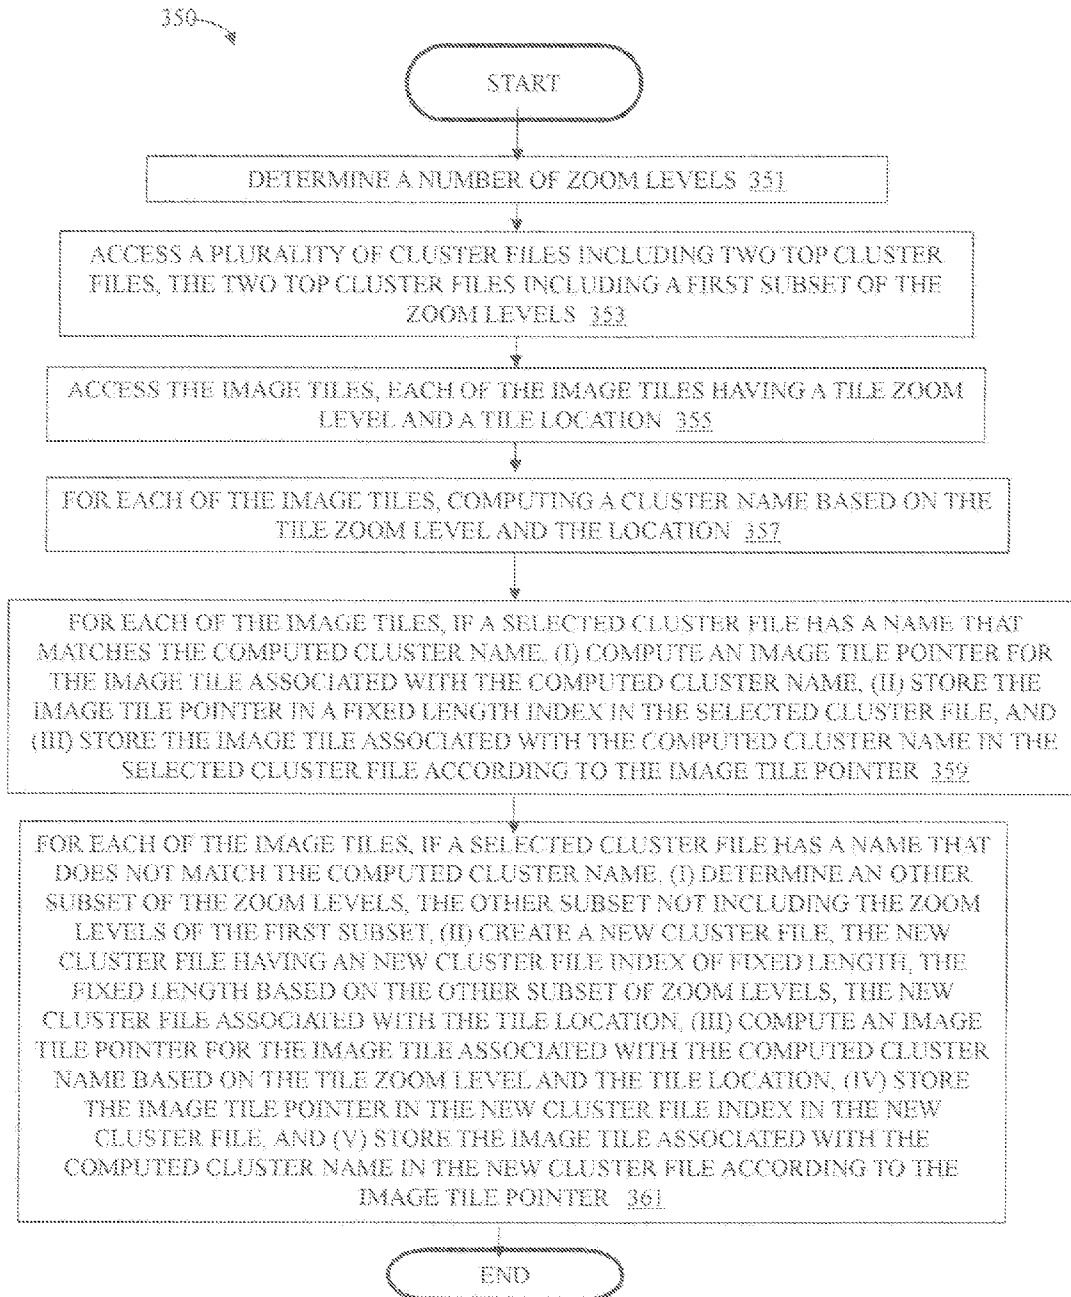 350
START
DETERMINE A NUMBER OF ZOOM LEVELS 351
ACCESS A PLURALITY OF CLUSTER FILES INCLUDING TWO TOP CLUSTER
FILES, THE TWO TOP CLUSTER FILES INCLUDING A FIRST SUBSET OF THE
ZOOM LEVELS 353
ACCESS THE IMAGE TILES, EACH OF THE IMAGE TILES HAVING A TILE ZOOM
LEVEL AND A TILE LOCATION 355
FOR EACH OF THE IMAGE TILES, COMPUTING A CLUSTER NAME BASED ON THE
TILE ZOOM LEVEL AND THE LOCATION 357
FOR EACH OF THE IMAGE TILES, IF A SELECTED CLUSTER FILE HAS A NAME THAT
MATCHES THE COMPUTED CLUSTER NAME, (I) COMPUTE AN IMAGE TILE POINTER FOR
THE IMAGE TILE ASSOCIATED WITH THE COMPUTED CLUSTER NAME, (II) STORE THE
IMAGE TILE POINTER IN A FIXED LENGTH INDEX IN THE SELECTED CLUSTER FILE, AND
(III) STORE THE IMAGE TILE ASSOCIATED WITH THE COMPUTED CLUSTER NAME IN THE
SELECTED CLUSTER FILE ACCORDING TO THE IMAGE TILE POINTER 359
FOR EACH OF THE IMAGE TILES, IF A SELECTED CLUSTER FILE HAS A NAME THAT
DOES NOT MATCH THE COMPUTED CLUSTER NAME, (I) DETERMINE AN OTHER
SUBSET OF THE ZOOM LEVELS, THE OTHER SUBSET NOT INCLUDING THE ZOOM
LEVELS OF THE FIRST SUBSET, (II) CREATE A NEW CLUSTER FILE, THE NEW
CLUSTER FILE HAVING AN NEW CLUSTER FILE INDEX OF FIXED LENGTH, THE
FIXED LENGTH BASED ON THE OTHER SUBSET OF ZOOM LEVELS, THE NEW
CLUSTER FILE ASSOCIATED WITH THE TILE LOCATION, (III) COMPUTE AN IMAGE
TILE POINTER FOR THE IMAGE TILE ASSOCIATED WITH THE COMPUTED CLUSTER
NAME BASED ON THE TILE ZOOM LEVEL AND THE TILE LOCATION, (IV) STORE
THE IMAGE TILE POINTER IN THE NEW CLUSTER FILE INDEX IN THE NEW
CLUSTER FILE, AND (V) STORE THE IMAGE TILE ASSOCIATED WITH THE
COMPUTED CLUSTER NAME IN THE NEW CLUSTER FILE ACCORDING TO THE
IMAGE TILE POINTER 361
END